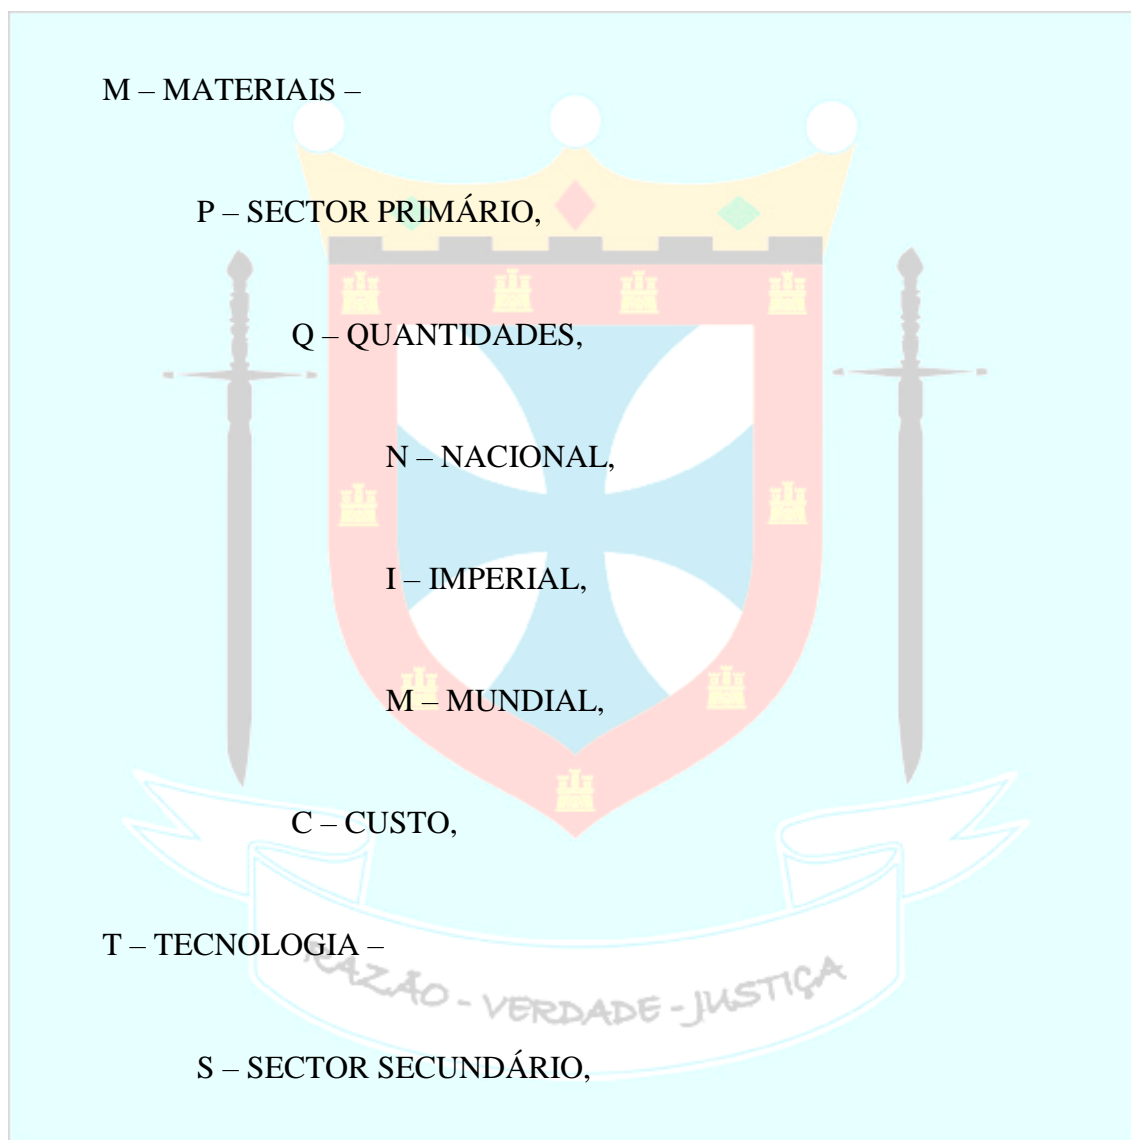 M – MATERIAIS –
P – SECTOR PRIMÁRIO,
Q – QUANTIDADES,
N – NACIONAL,
I – IMPERIAL,
M – MUNDIAL,
C – CUSTO,
T – TECNOLOGIA –
RAZÃO - VERDADE - JUSTIÇA
S – SECTOR SECUNDÁRIO,